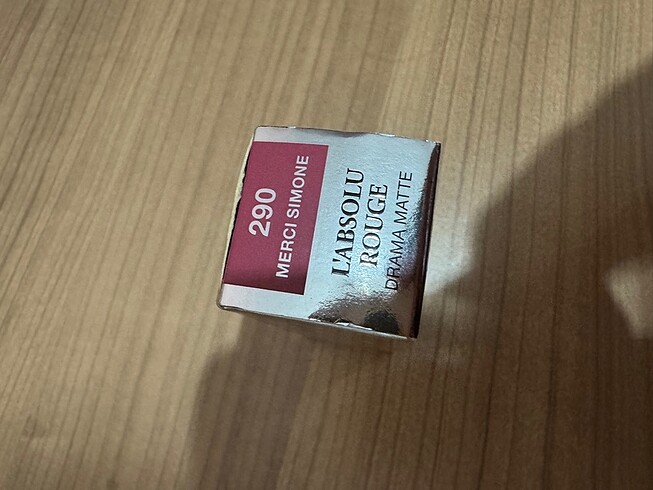 290
MERCI SIMONE
L'ABSOLU
ROUGE
DRAMA MATTE